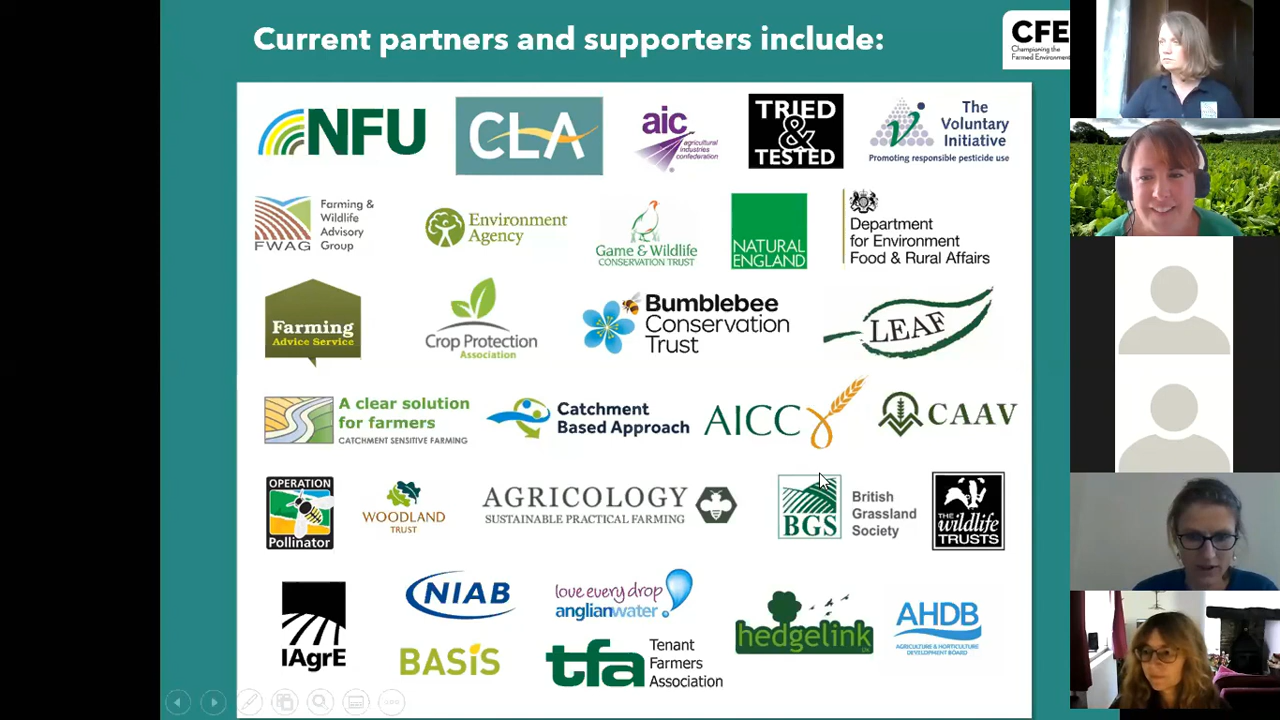 Current partners and supporters include:
CFE
Championing the
Farmed Environment
NFU
CLA
aic
agricultural
industries
confederation
TRIED
&
TESTED
The
Voluntary
Initiative
Promoting responsible pesticide use
FWAG
Farming &
Wildlife
Advisory
Group
Environment
Agency
Game & Wildlife
CONSERVATION TRUST
NATURAL
ENGLAND
Department
for Environment
Food & Rural Affairs
Farming
Advice Service
Crop Protection
Association
Bumblebee
Conservation
Trust
LEAF
A clear solution
for farmers
CATCHMENT SENSITIVE FARMING
Catchment
Based Approach
AICC
CAAV
OPERATION
Pollinator
WOODLAND
TRUST
AGRICOLOGY
SUSTAINABLE PRACTICAL FARMING
BGS
British
Grassland
Society
THE
wildlife
TRUSTS
IAgrE
NIAB
BASIS
love every drop
anglianwater
tfa
Tenant
Farmers
Association
hedgelink
AHDB
AGRICULTURE & HORTICULTURE
DEVELOPMENT BOARD